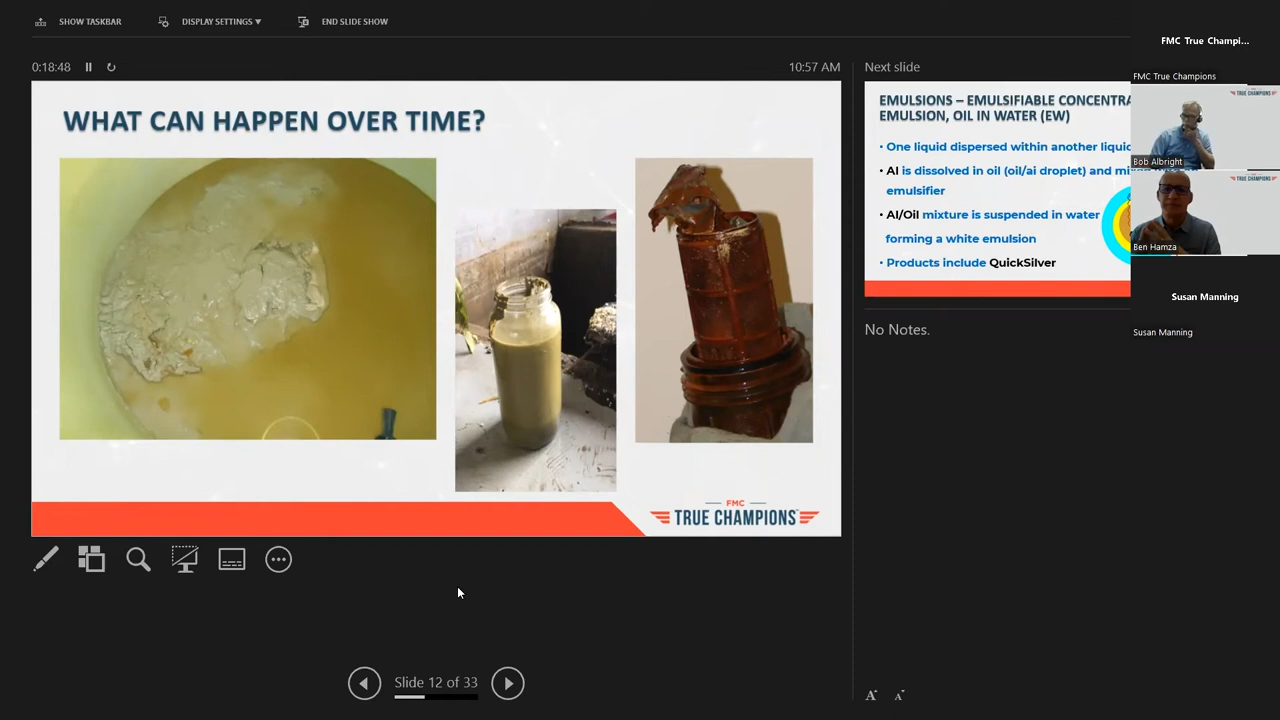 SHOW TASKBAR
DISPLAY SETTINGS ▼
END SLIDE SHOW
0:18:48
10:57 AM
WHAT CAN HAPPEN OVER TIME?
FMC
TRUE CHAMPIONS
Slide 12 of 33
Next slide
EMULSIONS – EMULSIFIABLE CONCENTRA
EMULSION, OIL IN WATER (EW)
• One liquid dispersed within another liquid
• AI is dissolved in oil (oil/ai droplet) and
emulsifier
• AI/Oil mixture is suspended in water
forming a white emulsion
• Products include QuickSilver
No Notes.
A A
FMC True Champi...
FMC True Champions
TRUE CHAMPIONS
Bob Albright
TRUE CHAMPIONS
Ben Hamza
Susan Manning
Susan Manning